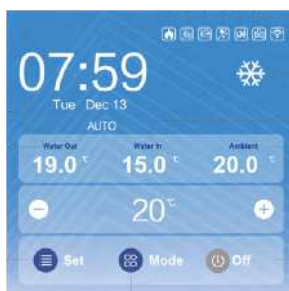 07:59
Tue Dec 13
AUTO
Water Out Water In Ambient
19.0 ℃ 15.0 ℃ 20.0 ℃
20℃
Set Mode Off